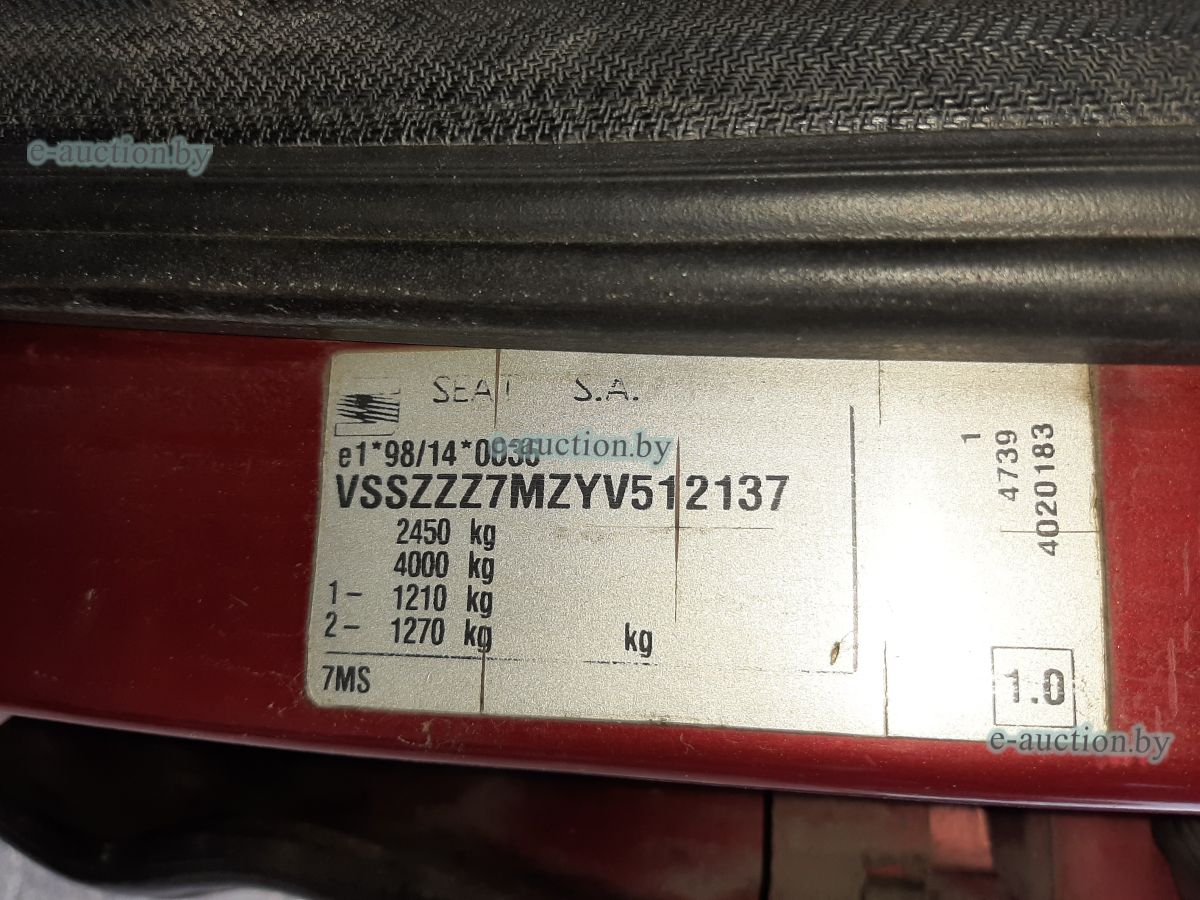 e-auction.by
SEAT S.A.
e1*98/14*0036
e-auction.by
VSSZZZ7MZYV512137
2450 kg
4000 kg
1- 1210 kg
2- 1270 kg kg
7MS
1
4739
4020183
1.0
e-auction.by